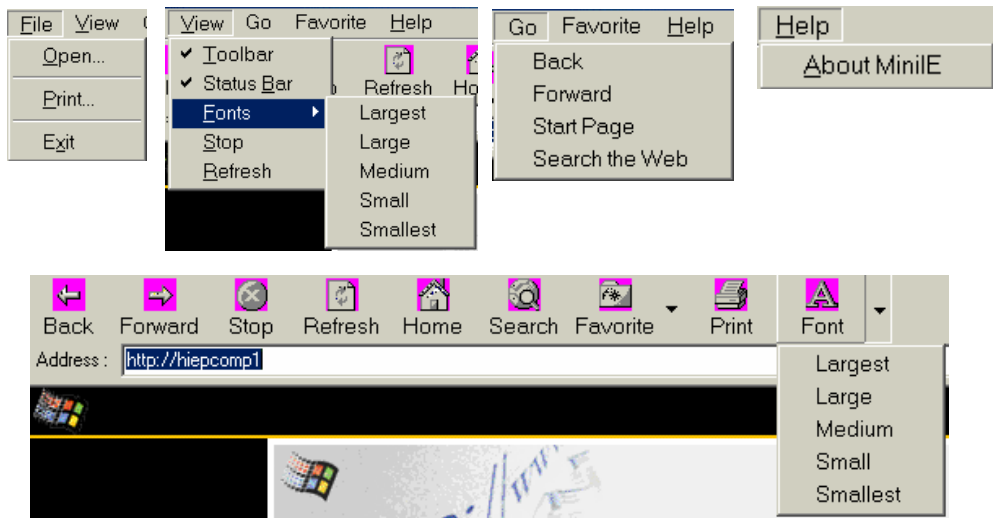 File View
Open...
Print...
Exit
View Go Favorite Help
Toolbar
Status Bar
Fonts
Stop
Refresh
Refresh
Largest
Large
Medium
Small
Smallest
Go Favorite Help
Back
Forward
Start Page
Search the Web
Help
About MiniIE
Back Forward Stop Refresh Home Search Favorite Print Font
Address : http://hiepcomp1
Largest
Large
Medium
Small
Smallest